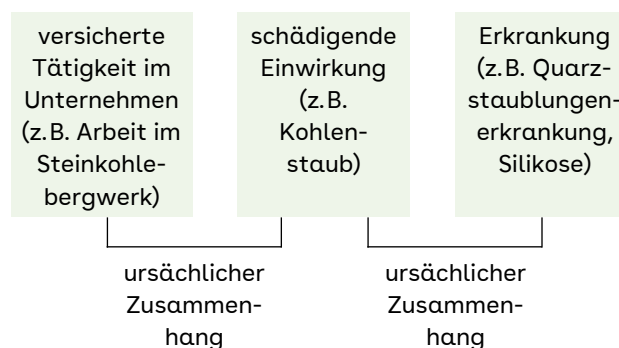 versicherte
Tätigkeit im
Unternehmen
(z. B. Arbeit im
Steinkohle-
bergwerk)
schädigende
Einwirkung
(z. B.
Kohlen-
staub)
Erkrankung
(z. B. Quarz-
staublungen-
erkrankung,
Silikose)
ursächlicher
Zusammen-
hang
ursächlicher
Zusammen-
hang